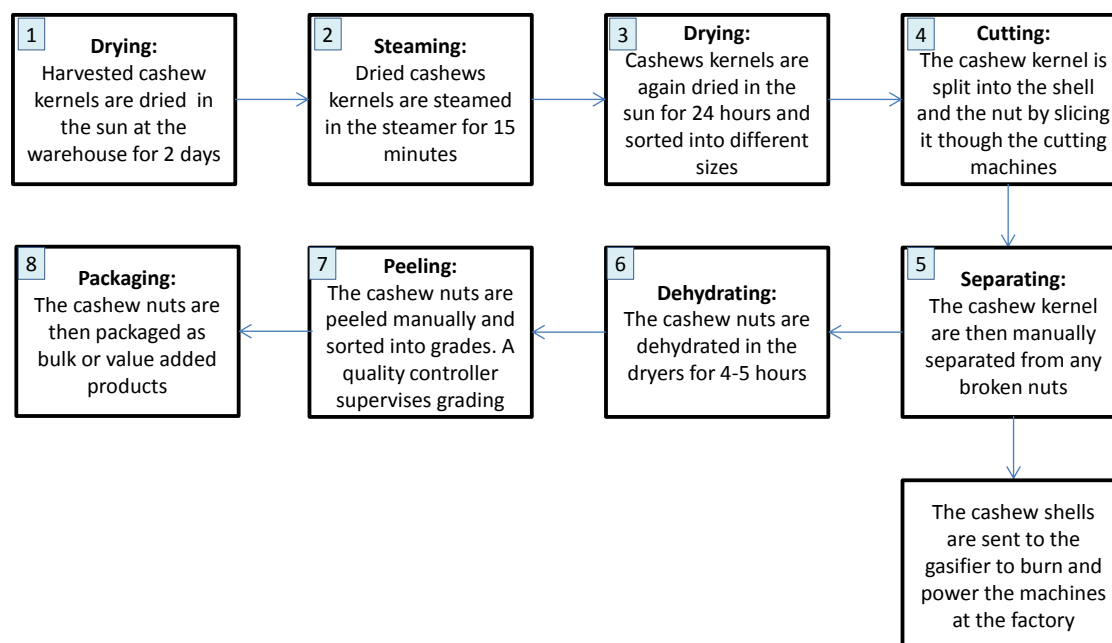 1
Drying:
Harvested cashew
kernels are dried in
the sun at the
warehouse for 2 days
2
Steaming:
Dried cashews
kernels are steamed
in the steamer for 15
minutes
3
Drying:
Cashews kernels are
again dried in the
sun for 24 hours and
sorted into different
sizes
4
Cutting:
The cashew kernel is
split into the shell
and the nut by slicing
it though the cutting
machines
5
Separating:
The cashew kernel
are then manually
separated from any
broken nuts
6
Dehydrating:
The cashew nuts are
dehydrated in the
dryers for 4-5 hours
7
Peeling:
The cashew nuts are
peeled manually and
sorted into grades. A
quality controller
supervises grading
8
Packaging:
The cashew nuts are
then packaged as
bulk or value added
products
The cashew shells
are sent to the
gasifier to burn and
power the machines
at the factory